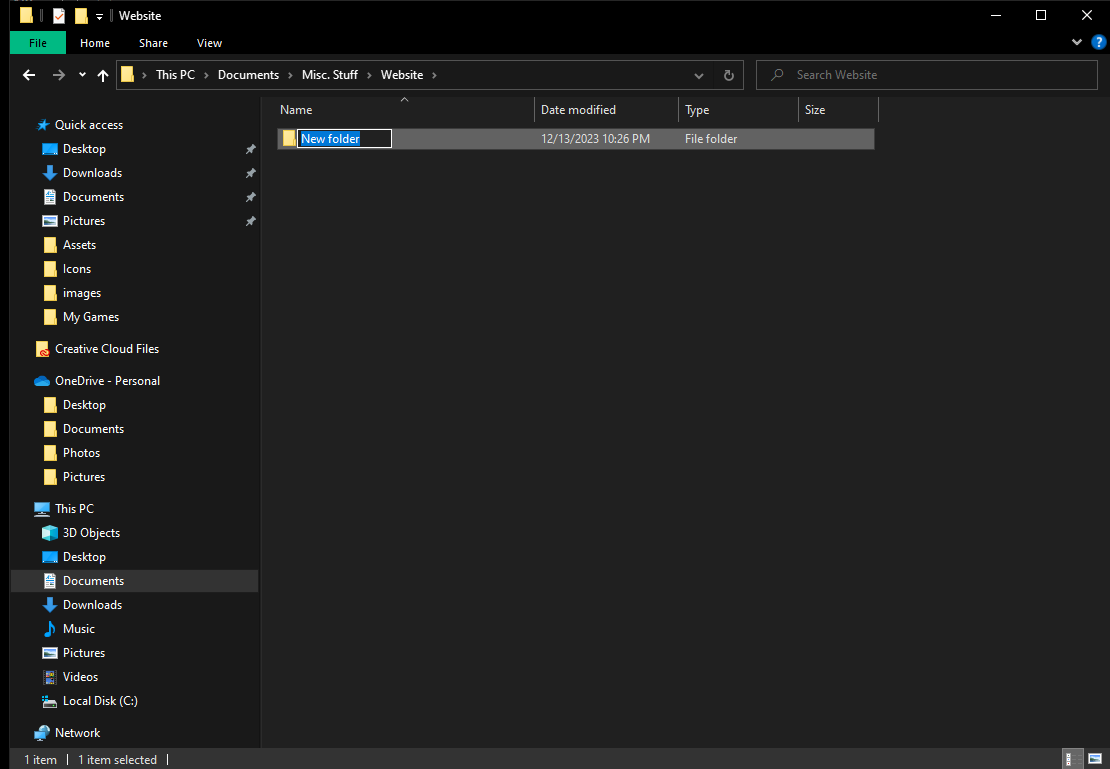 Website
File Home Share View
This PC Documents Misc. Stuff Website Search Website
Name Date modified Type Size
New folder 12/13/2023 10:26 PM File folder
Quick access
Desktop
Downloads
Documents
Pictures
Assets
Icons
images
My Games
Creative Cloud Files
OneDrive - Personal
Desktop
Documents
Photos
Pictures
This PC
3D Objects
Desktop
Documents
Downloads
Music
Pictures
Videos
Local Disk (C:)
Network
1 item 1 item selected